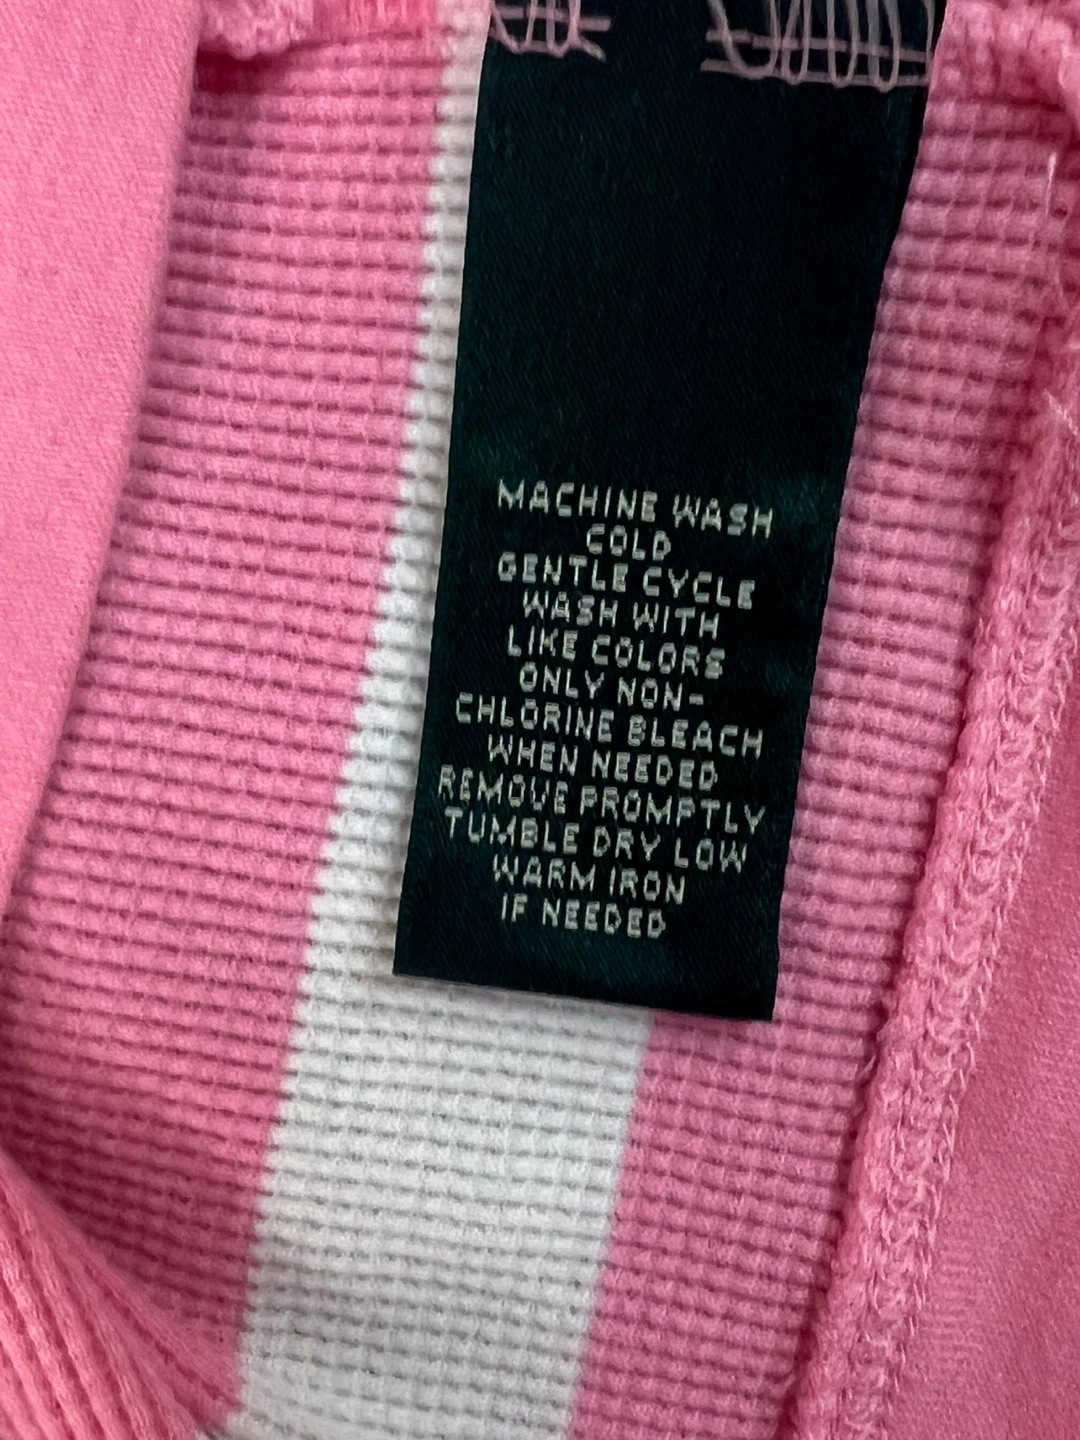 MACHINE WASH
COLD
GENTLE CYCLE
WASH WITH
LIKE COLORS
ONLY NON-
CHLORINE BLEACH
WHEN NEEDED
REMOVE PROMPTLY
TUMBLE DRY LOW
WARM IRON
IF NEEDED